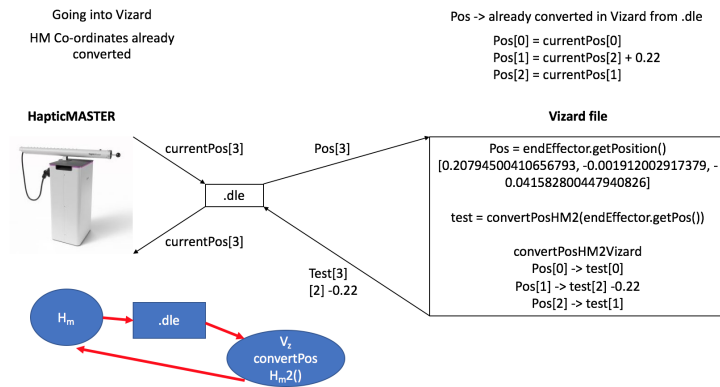 Going into Vizard
HM Co-ordinates already
converted
Pos -> already converted in Vizard from .dle
Pos[0] = currentPos[0]
Pos[1] = currentPos[2] + 0.22
Pos[2] = currentPos[1]
HapticMASTER
Vizard file
currentPos[3]
Pos[3]
.dle
currentPos[3]
Test[3]
[2] -0.22
Pos = endEffector.getPosition()
[0.20794500410656793, -0.001912002917379, -
0.041582800447940826]
test = convertPosHM2(endEffector.getPos())
convertPosHM2Vizard
Pos[0] -> test[0]
Pos[1] -> test[2] -0.22
Pos[2] -> test[1]
Hm
.dle
Vz
convertPos
Hm2()